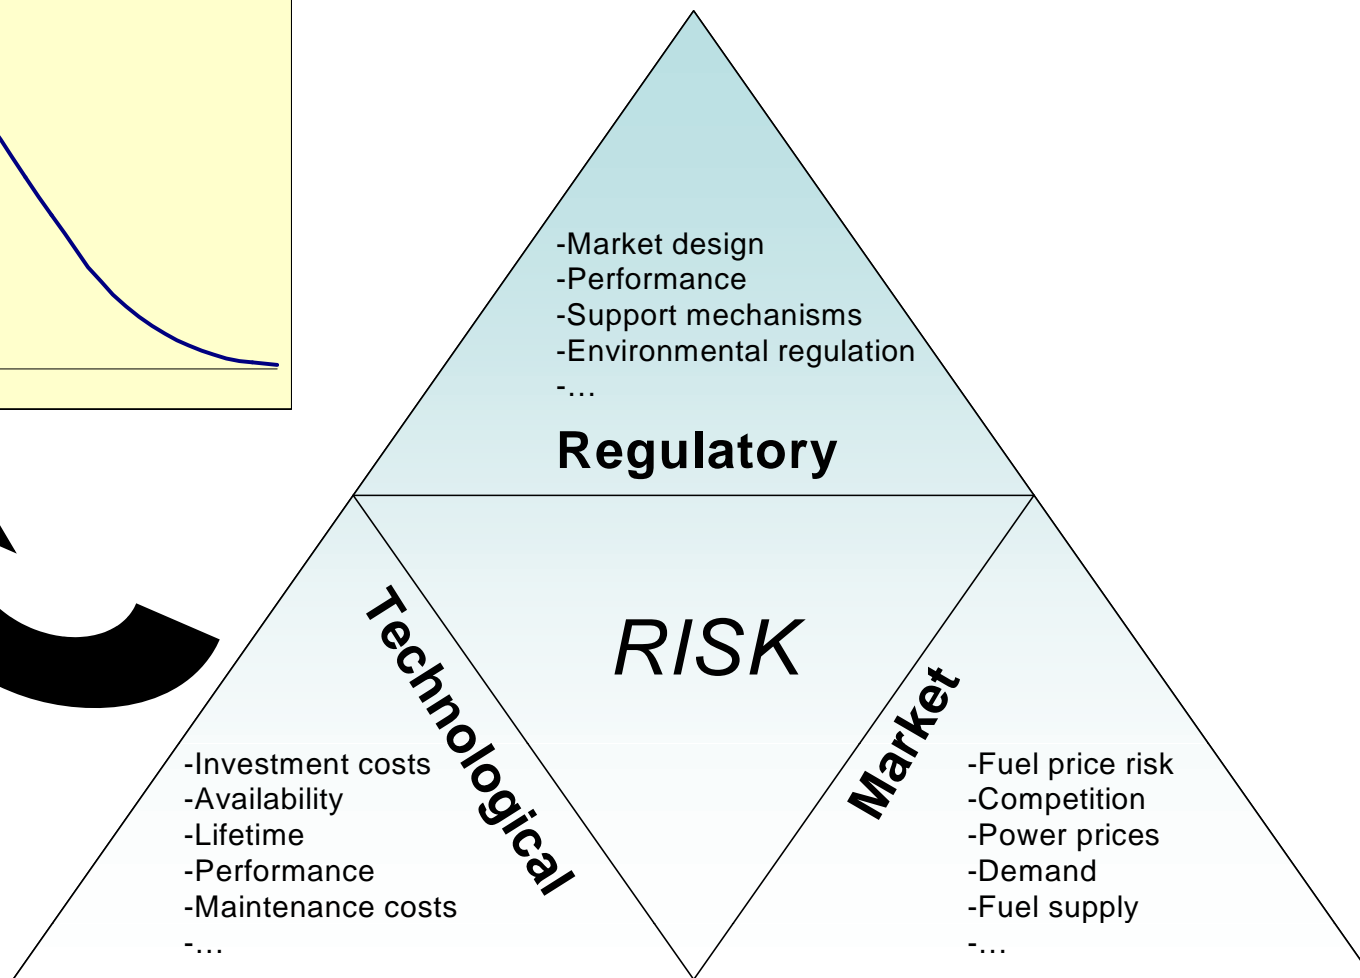 -Market design
-Performance
-Support mechanisms
-Environmental regulation
-...
Regulatory
RISK
Technological
Market
-Investment costs
-Availability
-Lifetime
-Performance
-Maintenance costs
-...
-Fuel price risk
-Competition
-Power prices
-Demand
-Fuel supply
-...